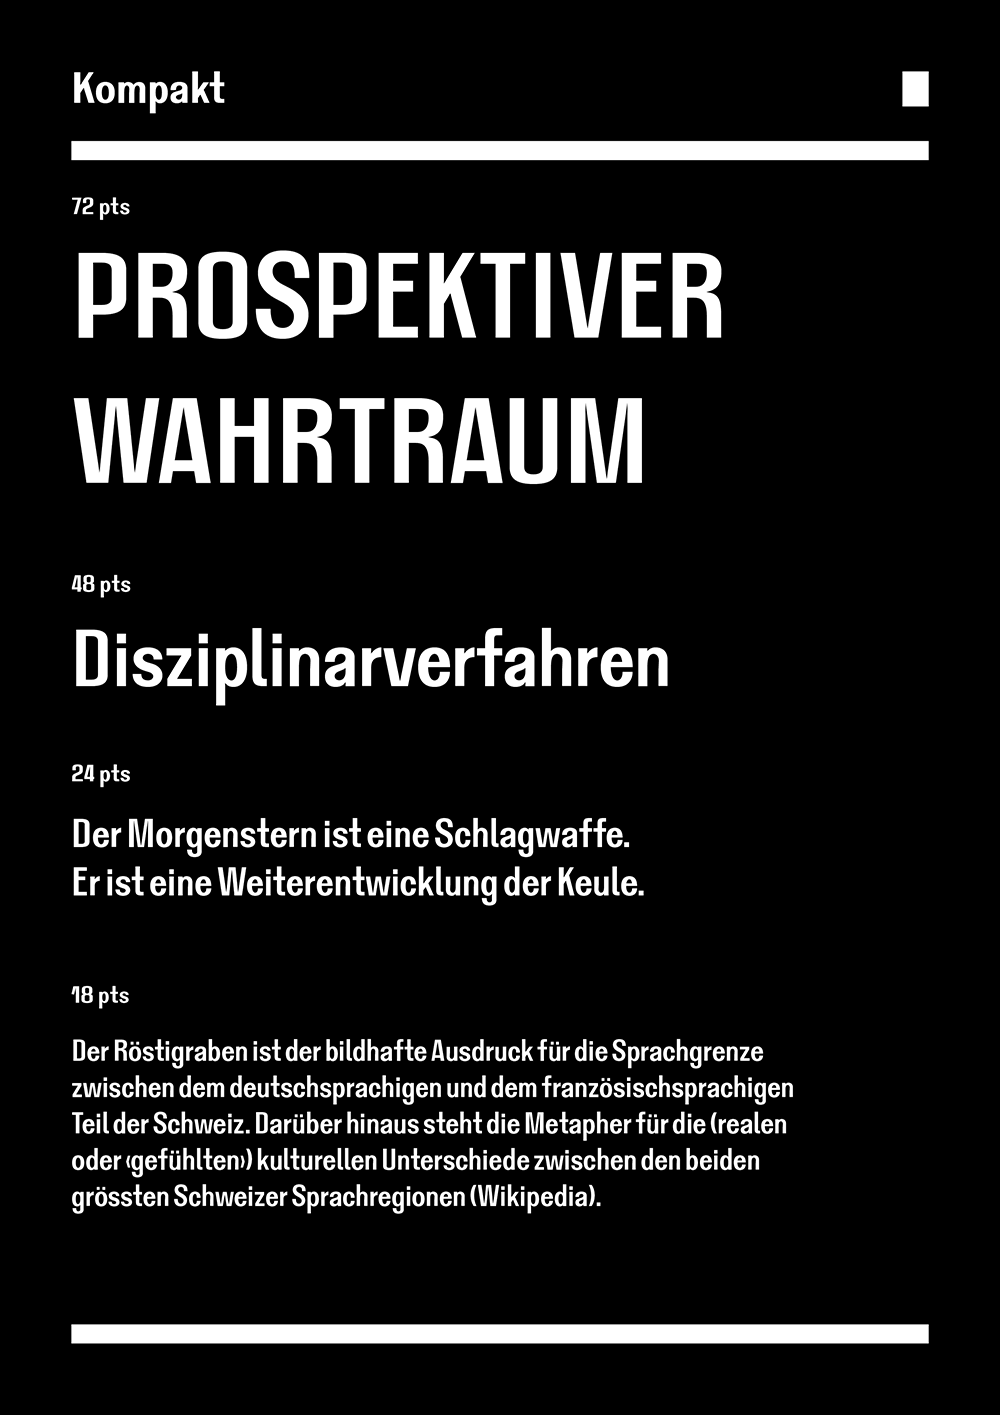 Kompakt
72 pts
PROSPEKTIVER
WAHRTRAUM
48 pts
Disziplinarverfahren
24 pts
Der Morgenstern ist eine Schlagwaffe.
Er ist eine Weiterentwicklung der Keule.
18 pts
Der Röstigraben ist der bildhafte Ausdruck für die Sprachgrenze
zwischen dem deutschsprachigen und dem französischsprachigen
Teil der Schweiz. Darüber hinaus steht die Metapher für die (realen
oder ‹gefühlten›) kulturellen Unterschiede zwischen den beiden
grössten Schweizer Sprachregionen (Wikipedia).